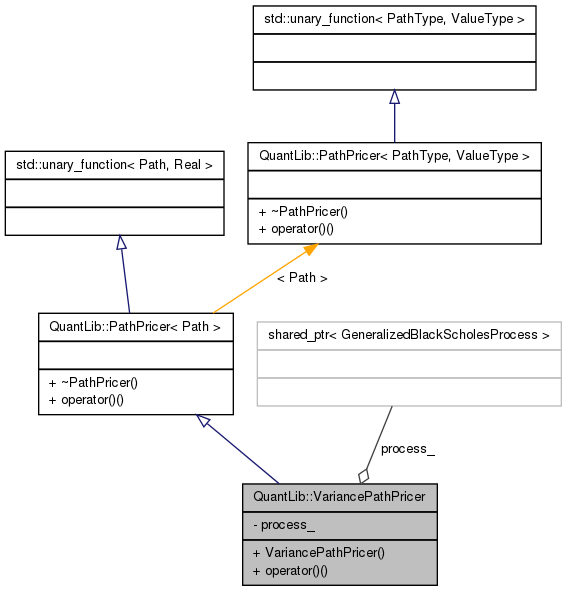 std::unary_function< PathType, ValueType >
std::unary_function< Path, Real >
QuantLib::PathPricer< PathType, ValueType >
+ ~PathPricer()
+ operator()()
< Path >
QuantLib::PathPricer< Path >
+ ~PathPricer()
+ operator()()
shared_ptr< GeneralizedBlackScholesProcess >
process_
QuantLib::VariancePathPricer
- process_
+ VariancePathPricer()
+ operator()()